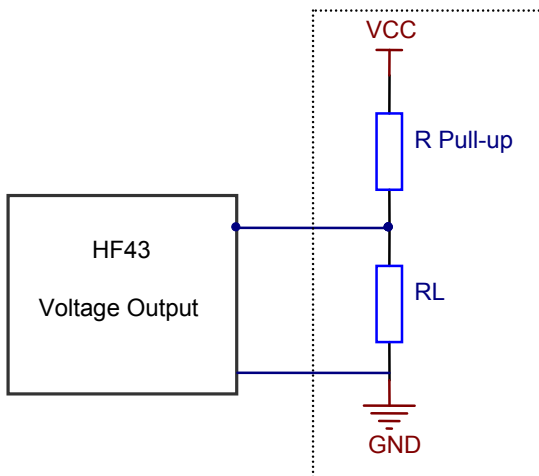 VCC
R Pull-up
HF43
Voltage Output
RL
GND